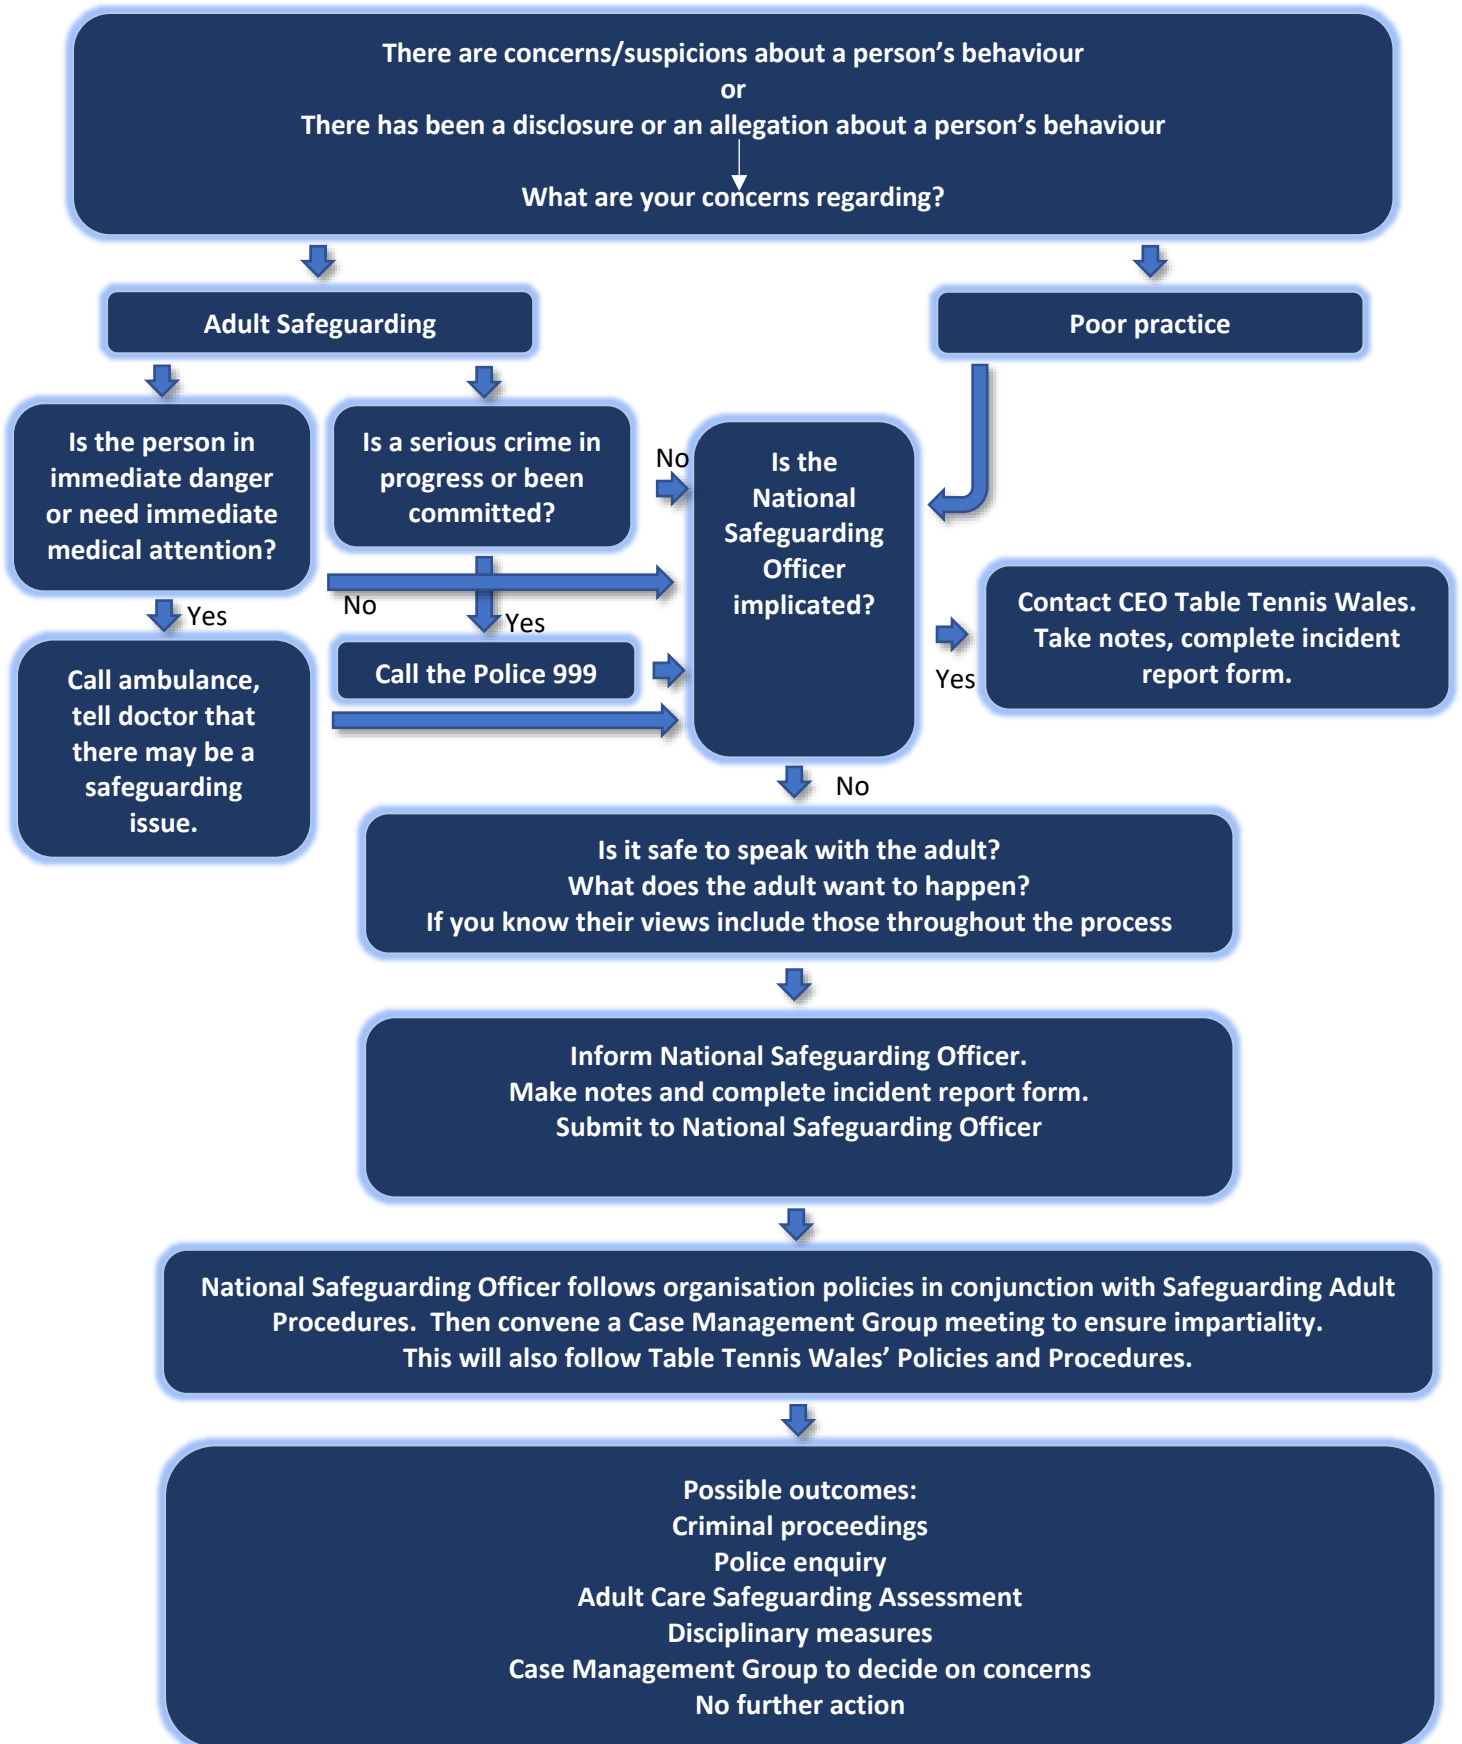 There are concerns/suspicions about a person’s behaviour
or
There has been a disclosure or an allegation about a person’s behaviour
What are your concerns regarding?
Adult Safeguarding
Poor practice
Is the person in
immediate danger
or need immediate
medical attention?
Is a serious crime in
progress or been
committed?
No
Is the
National
Safeguarding
Officer
implicated?
No
Yes
Yes
Call ambulance,
tell doctor that
there may be a
safeguarding
issue.
Call the Police 999
Contact CEO Table Tennis Wales.
Take notes, complete incident
report form.
Yes
No
Is it safe to speak with the adult?
What does the adult want to happen?
If you know their views include those throughout the process
Inform National Safeguarding Officer.
Make notes and complete incident report form.
Submit to National Safeguarding Officer
National Safeguarding Officer follows organisation policies in conjunction with Safeguarding Adult
Procedures.  Then convene a Case Management Group meeting to ensure impartiality.
This will also follow Table Tennis Wales’ Policies and Procedures.
Possible outcomes:
Criminal proceedings
Police enquiry
Adult Care Safeguarding Assessment
Disciplinary measures
Case Management Group to decide on concerns
No further action